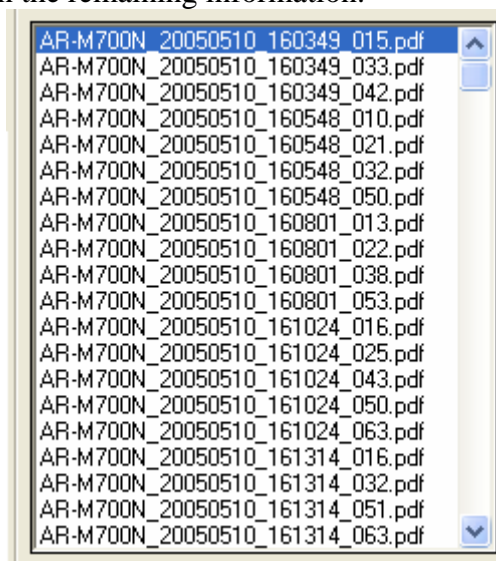 the remaining information.
AR-M700N_20050510_160349_015.pdf
AR-M700N_20050510_160349_033.pdf
AR-M700N_20050510_160349_042.pdf
AR-M700N_20050510_160548_010.pdf
AR-M700N_20050510_160548_021.pdf
AR-M700N_20050510_160548_032.pdf
AR-M700N_20050510_160548_050.pdf
AR-M700N_20050510_160801_013.pdf
AR-M700N_20050510_160801_022.pdf
AR-M700N_20050510_160801_038.pdf
AR-M700N_20050510_160801_053.pdf
AR-M700N_20050510_161024_016.pdf
AR-M700N_20050510_161024_025.pdf
AR-M700N_20050510_161024_043.pdf
AR-M700N_20050510_161024_050.pdf
AR-M700N_20050510_161024_063.pdf
AR-M700N_20050510_161314_016.pdf
AR-M700N_20050510_161314_032.pdf
AR-M700N_20050510_161314_051.pdf
AR-M700N_20050510_161314_063.pdf